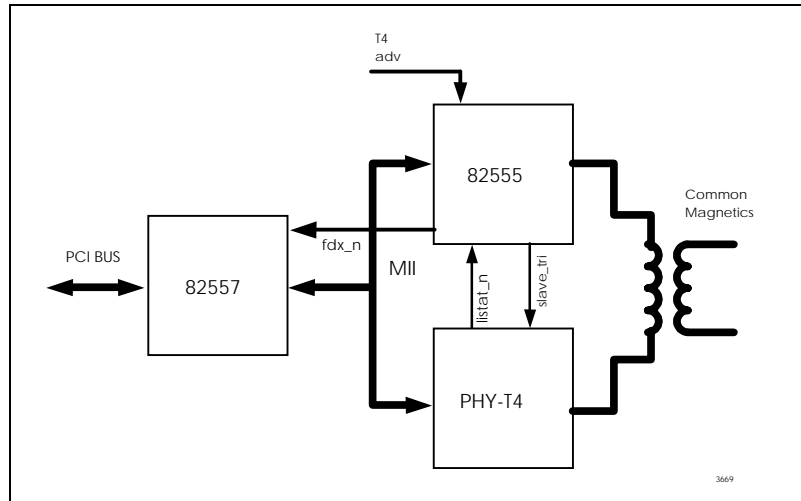 T4
adv
82555
Common
Magnetics
fdx_n
PCI BUS
82557
MII
listat_n
slave_tri
PHY-T4
3669